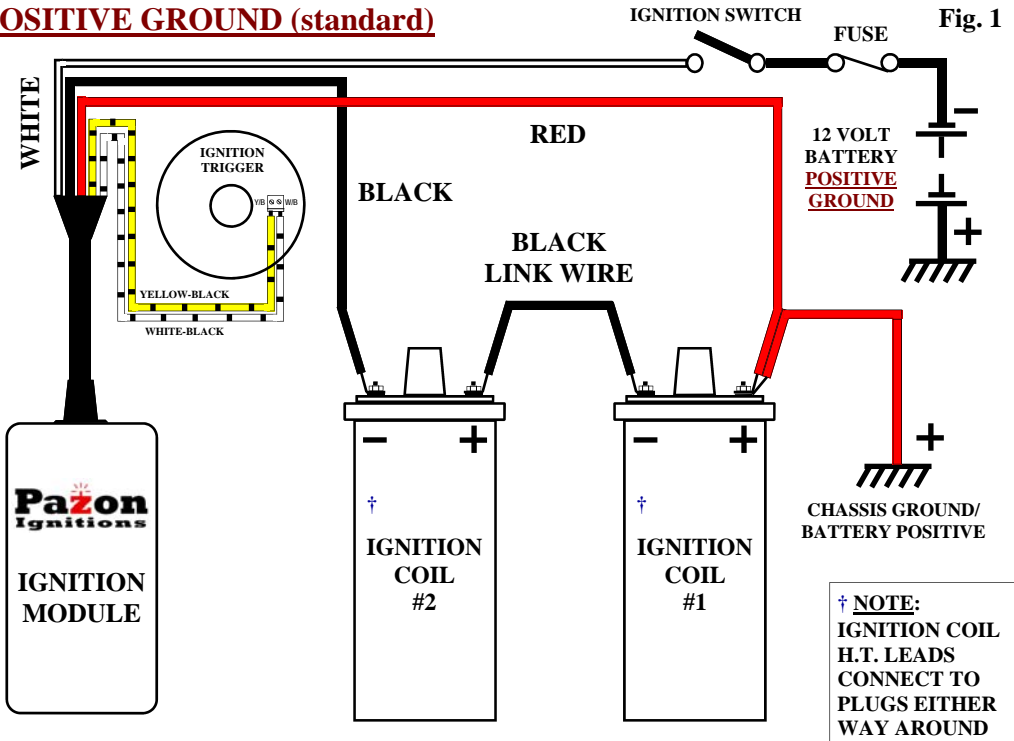 OSITIVE GROUND (standard)
IGNITION SWITCH
FUSE
Fig. 1
WHITE
RED
BLACK
12 VOLT
BATTERY
POSITIVE
GROUND
−
+
IGNITION
TRIGGER
Y/B
W/B
YELLOW-BLACK
WHITE-BLACK
BLACK
LINK WIRE
Pazon
Ignitions
IGNITION
MODULE
− +
†
IGNITION
COIL
#2
− +
†
IGNITION
COIL
#1
+
CHASSIS GROUND/
BATTERY POSITIVE
† NOTE:
IGNITION COIL
H.T. LEADS
CONNECT TO
PLUGS EITHER
WAY AROUND